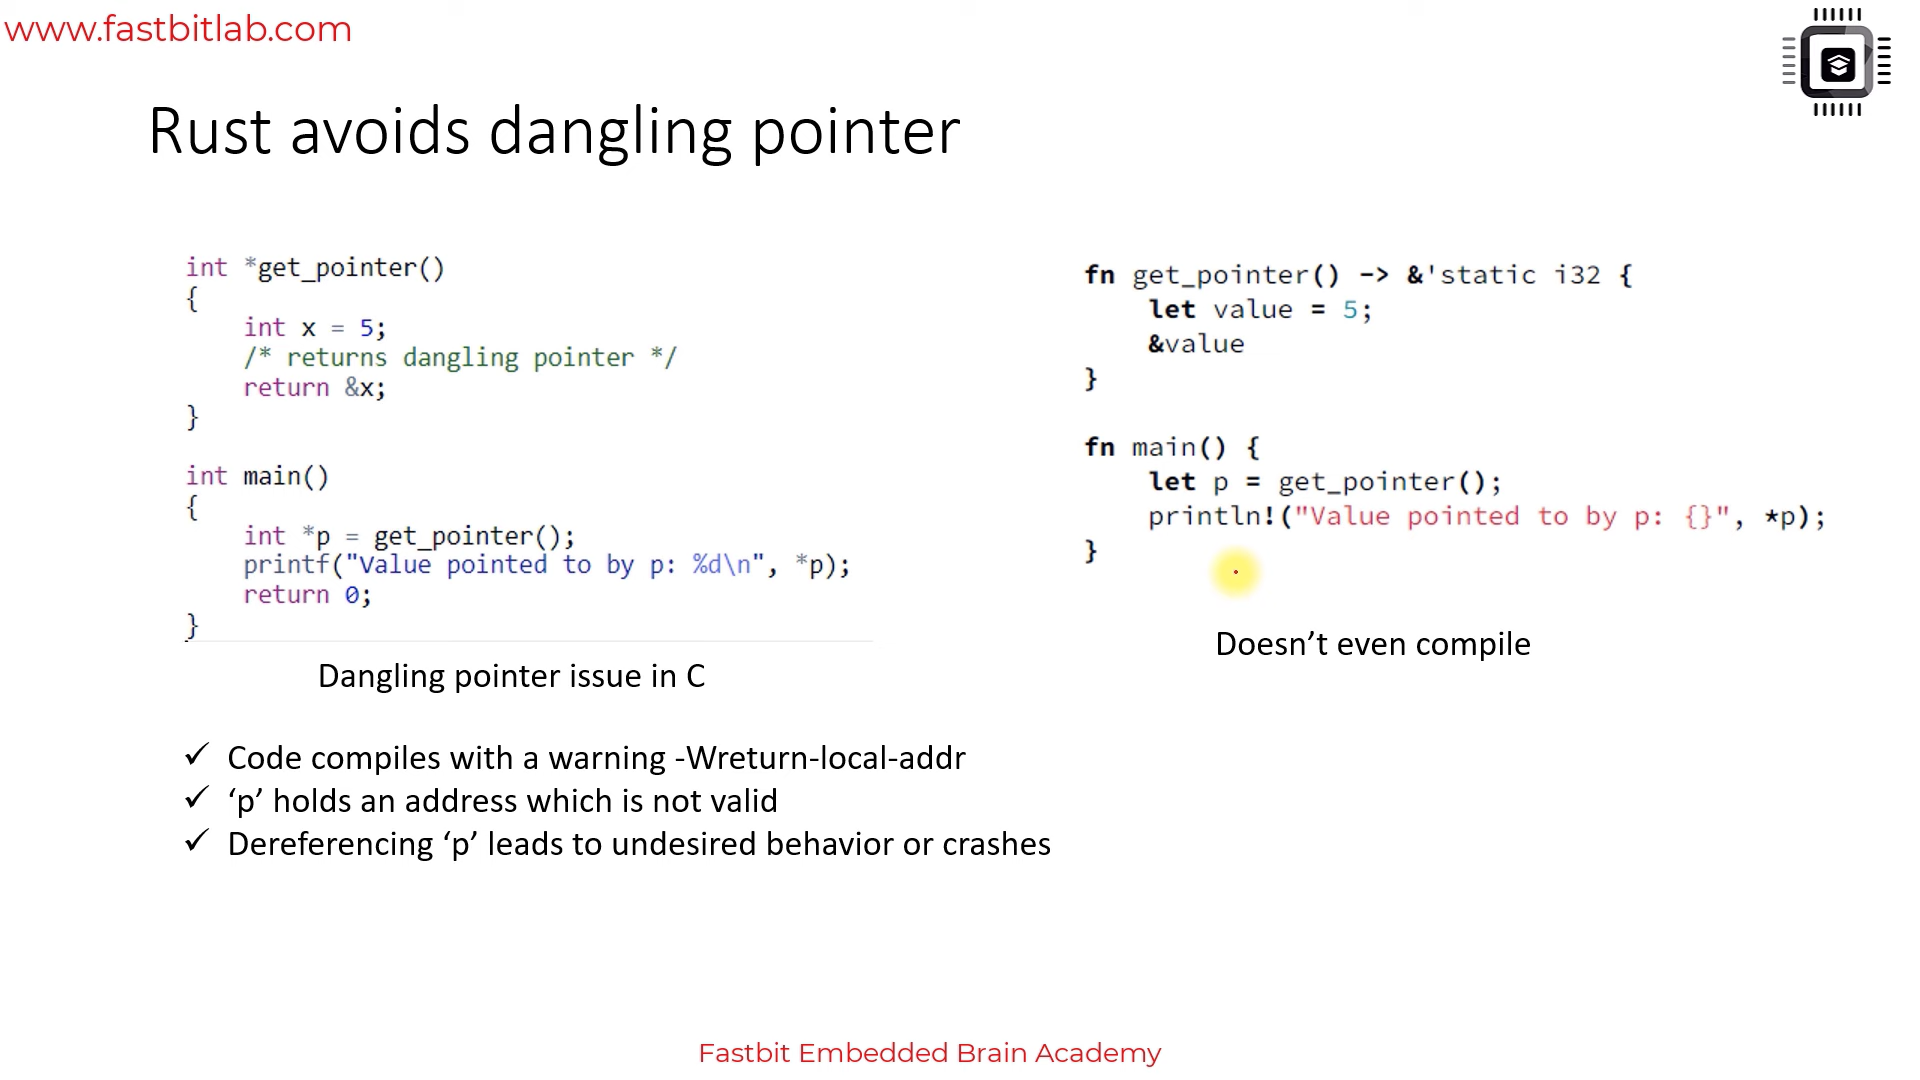 www.fastbitlab.com
Rust avoids dangling pointer
int *get_pointer()
{
    int x = 5;
    /* returns dangling pointer */
    return &x;
}
int main()
{
    int *p = get_pointer();
    printf("Value pointed to by p: %d\n", *p);
    return 0;
}
Dangling pointer issue in C
fn get_pointer() -> &'static i32 {
    let value = 5;
    &value
}
fn main() {
    let p = get_pointer();
    println!("Value pointed to by p: {}", *p);
}
Doesn’t even compile
✓ Code compiles with a warning -Wreturn-local-addr
✓ ‘p’ holds an address which is not valid
✓ Dereferencing ‘p’ leads to undesired behavior or crashes
Fastbit Embedded Brain Academy